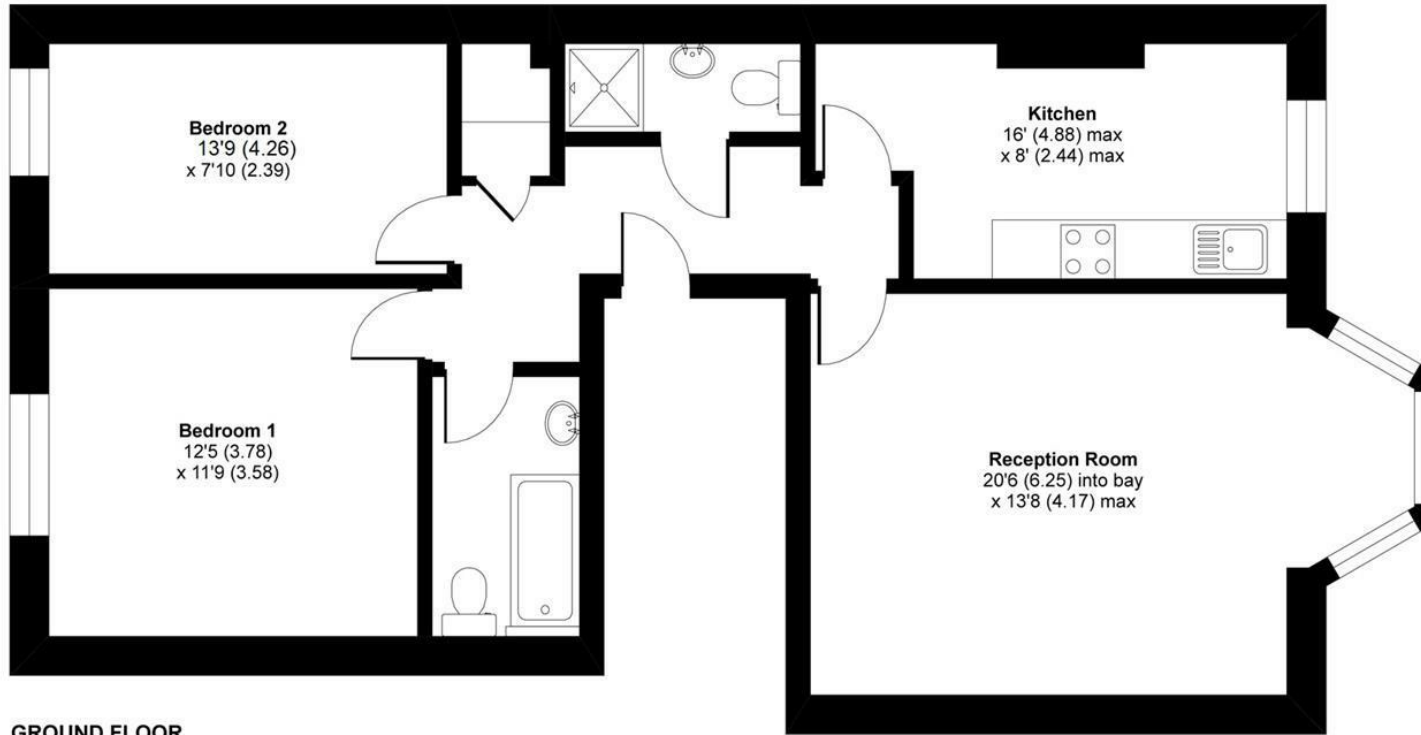 Bedroom 2
13'9 (4.26)
x 7'10 (2.39)
Kitchen
16' (4.88) max
x 8' (2.44) max
Bedroom 1
12'5 (3.78)
x 11'9 (3.58)
Reception Room
20'6 (6.25) into bay
x 13'8 (4.17) max
GROUND FLOOR